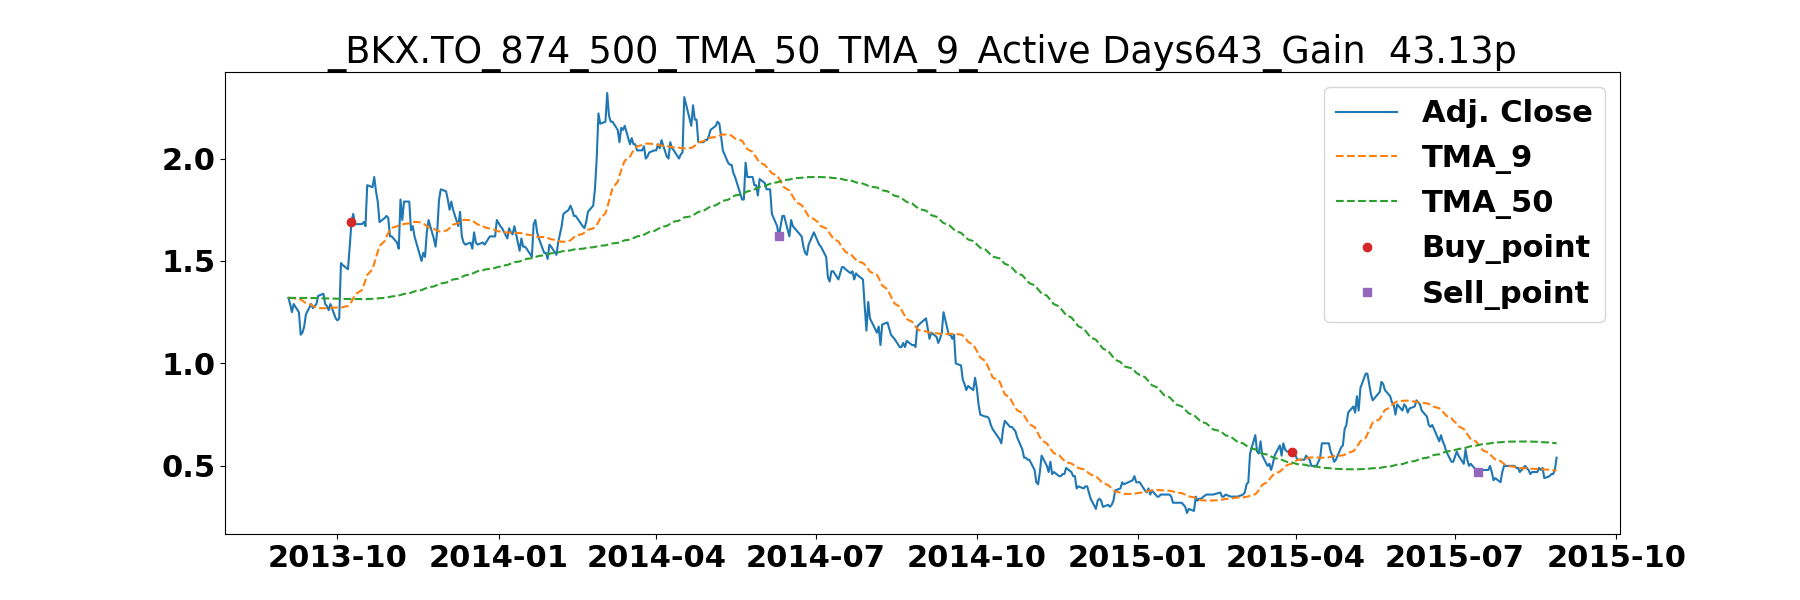 _BKX.TO_874_500_TMA_50_TMA_9_Active Days643_Gain  43.13p
Adj. Close
TMA_9
TMA_50
Buy_point
Sell_point
2.0
1.5
1.0
0.5
2013-10 2014-01 2014-04 2014-07 2014-10 2015-01 2015-04 2015-07 2015-10